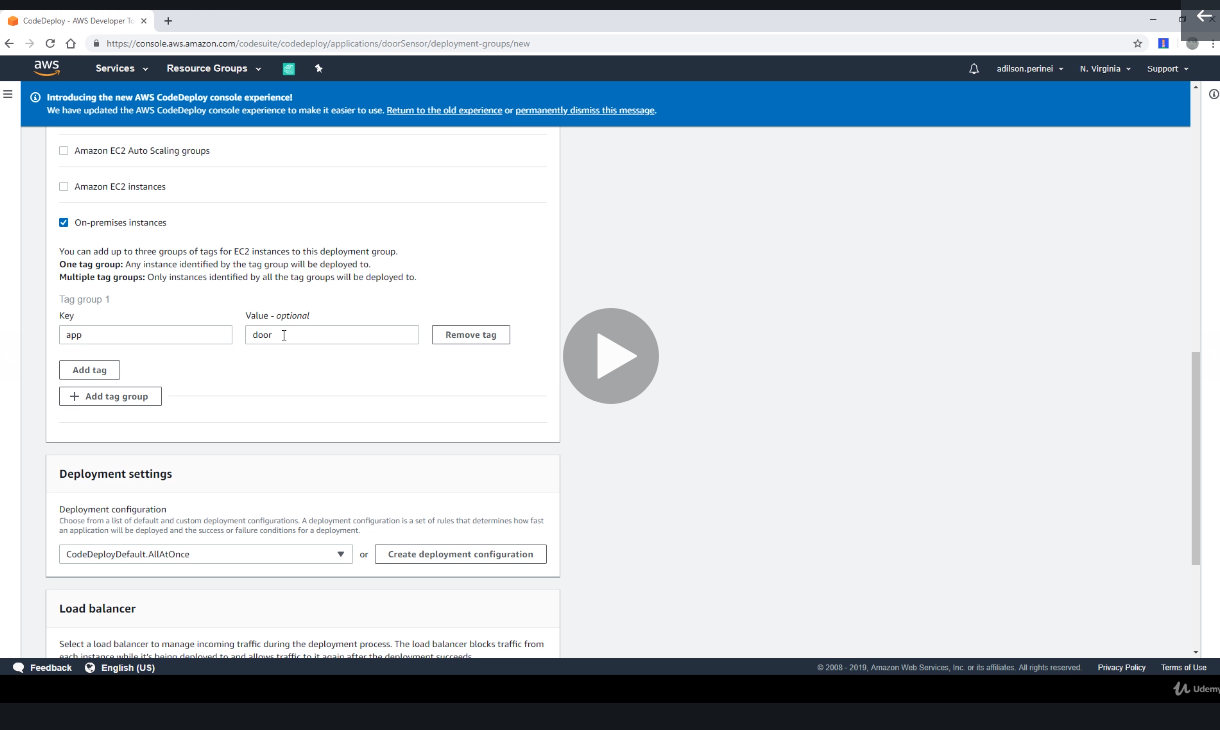 CodeDeploy - AWS Developer To
https://console.aws.amazon.com/codesuite/codedeploy/applications/doorSensor/deployment-groups/new
aws Services Resource Groups adilson.perinei N. Virginia Support
Introducing the new AWS CodeDeploy console experience!
We have updated the AWS CodeDeploy console experience to make it easier to use. Return to the old experience or permanently dismiss this message.
Amazon EC2 Auto Scaling groups
Amazon EC2 instances
On-premises instances
You can add up to three groups of tags for EC2 instances to this deployment group.
One tag group: Any instance identified by the tag group will be deployed to.
Multiple tag groups: Only instances identified by all the tag groups will be deployed to.
Tag group 1
Key Value - optional
app door Remove tag
Add tag
+ Add tag group
Deployment settings
Deployment configuration
Choose from a list of default and custom deployment configurations. A deployment configuration is a set of rules that determines how fast
an application will be deployed and the success or failure conditions for a deployment.
CodeDeployDefault.AllAtOnce or Create deployment configuration
Load balancer
Select a load balancer to manage incoming traffic during the deployment process. The load balancer blocks traffic from
each instance while it's being deployed to and allows traffic to it again after the deployment succeeds.
Feedback English (US) © 2008 - 2019, Amazon Web Services, Inc. or its affiliates. All rights reserved. Privacy Policy Terms of Use
Udemy